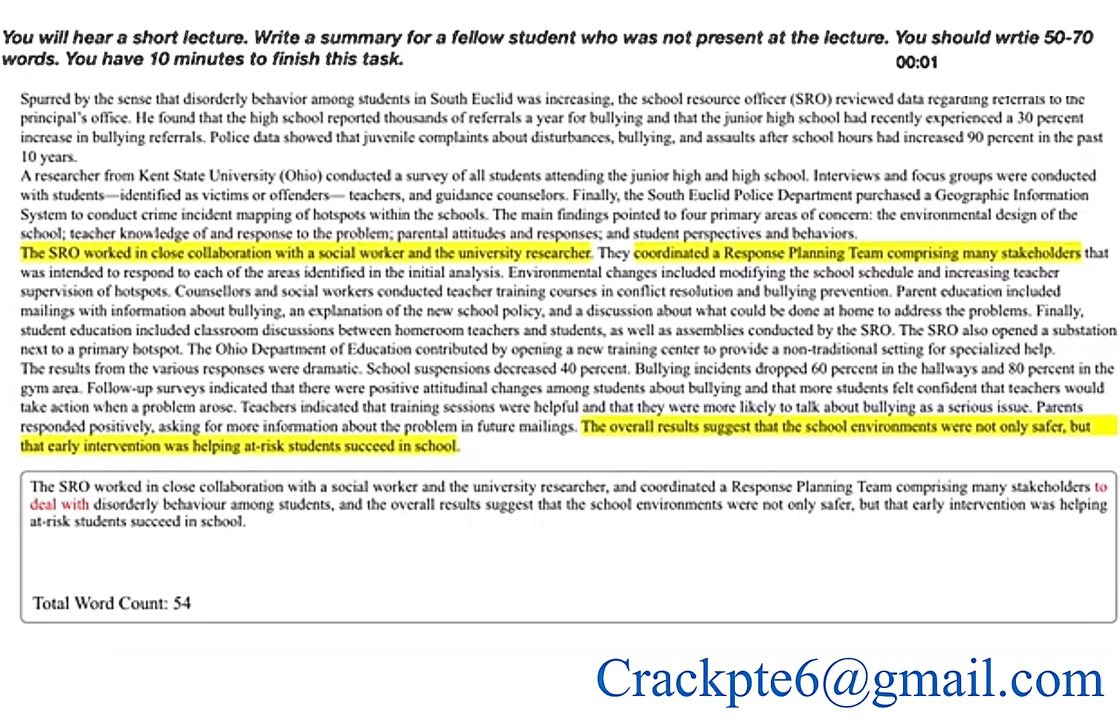 You will hear a short lecture. Write a summary for a fellow student who was not present at the lecture. You should wrtie 50-70
words. You have 10 minutes to finish this task.
00:01
Spurred by the sense that disorderly behavior among students in South Euclid was increasing, the school resource officer (SRO) reviewed data regarding referrals to the
principal's office. He found that the high school reported thousands of referrals a year for bullying and that the junior high school had recently experienced a 30 percent
increase in bullying referrals. Police data showed that juvenile complaints about disturbances, bullying, and assaults after school hours had increased 90 percent in the past
10 years.
A researcher from Kent State University (Ohio) conducted a survey of all students attending the junior high and high school. Interviews and focus groups were conducted
with students—identified as victims or offenders— teachers, and guidance counselors. Finally, the South Euclid Police Department purchased a Geographic Information
System to conduct crime incident mapping of hotspots within the schools. The main findings pointed to four primary areas of concern: the environmental design of the
school; teacher knowledge of and response to the problem; parental attitudes and responses; and student perspectives and behaviors.
The SRO worked in close collaboration with a social worker and the university researcher. They coordinated a Response Planning Team comprising many stakeholders that
was intended to respond to each of the areas identified in the initial analysis. Environmental changes included modifying the school schedule and increasing teacher
supervision of hotspots. Counsellors and social workers conducted teacher training courses in conflict resolution and bullying prevention. Parent education included
mailings with information about bullying, an explanation of the new school policy, and a discussion about what could be done at home to address the problems. Finally,
student education included classroom discussions between homeroom teachers and students, as well as assemblies conducted by the SRO. The SRO also opened a substation
next to a primary hotspot. The Ohio Department of Education contributed by opening a new training center to provide a non-traditional setting for specialized help.
The results from the various responses were dramatic. School suspensions decreased 40 percent. Bullying incidents dropped 60 percent in the hallways and 80 percent in the
gym area. Follow-up surveys indicated that there were positive attitudinal changes among students about bullying and that more students felt confident that teachers would
take action when a problem arose. Teachers indicated that training sessions were helpful and that they were more likely to talk about bullying as a serious issue. Parents
responded positively, asking for more information about the problem in future mailings. The overall results suggest that the school environments were not only safer, but
that early intervention was helping at-risk students succeed in school.
The SRO worked in close collaboration with a social worker and the university researcher, and coordinated a Response Planning Team comprising many stakeholders to
deal with disorderly behaviour among students, and the overall results suggest that the school environments were not only safer, but that early intervention was helping
at-risk students succeed in school.
Total Word Count: 54
Crackpte6@gmail.com